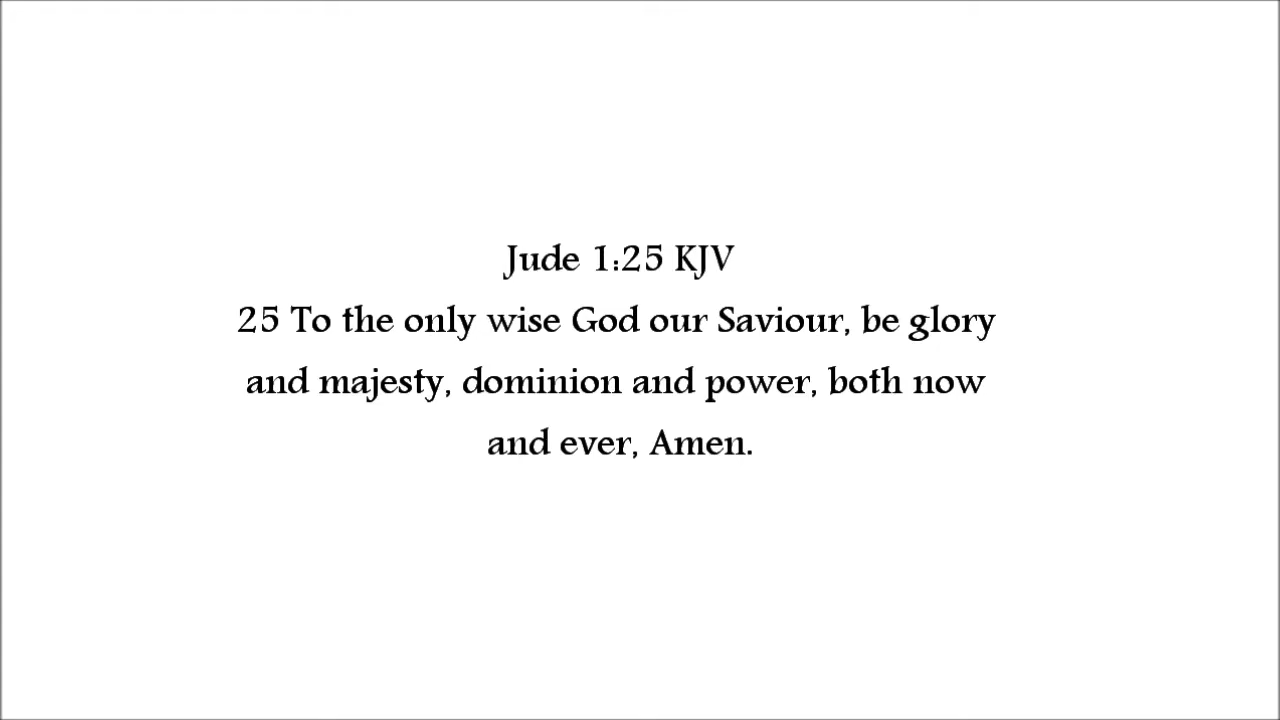 Jude 1:25 KJV
25 To the only wise God our Saviour, be glory
and majesty, dominion and power, both now
and ever, Amen.